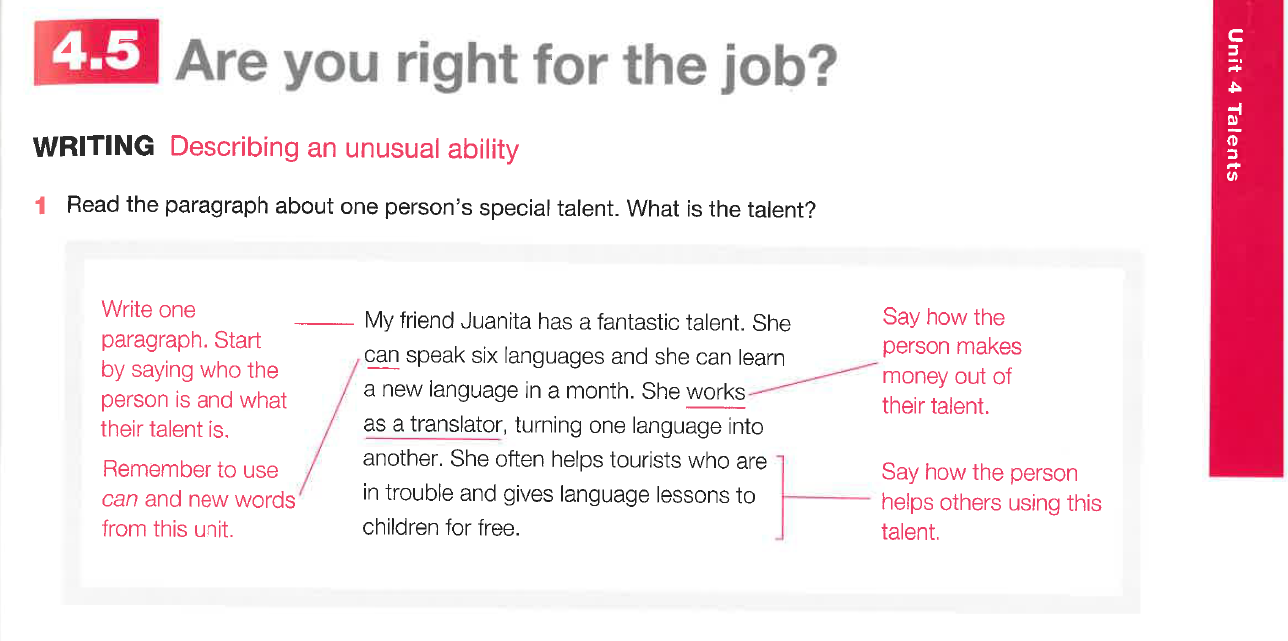 4.5 Are you right for the job?
WRITING Describing an unusual ability
1 Read the paragraph about one person's special talent. What is the talent?
Write one
paragraph. Start
by saying who the
person is and what
their talent is.
Remember to use
can and new words
from this unit.
My friend Juanita has a fantastic talent. She
can speak six languages and she can learn
a new language in a month. She works
as a translator, turning one language into
another. She often helps tourists who are
in trouble and gives language lessons to
children for free.
Say how the
person makes
money out of
their talent.
Say how the person
helps others using this
talent.
Unit 4 Talents